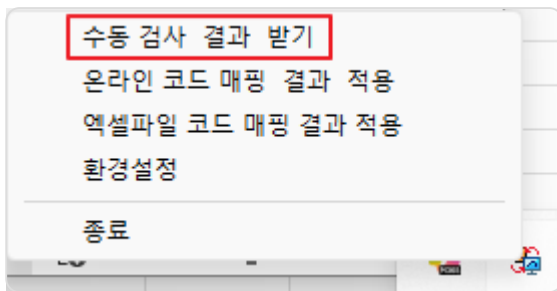 수동 검사 결과 받기
온라인 코드 매핑 결과 적용
엑셀파일 코드 매핑 결과 적용
환경설정
종료